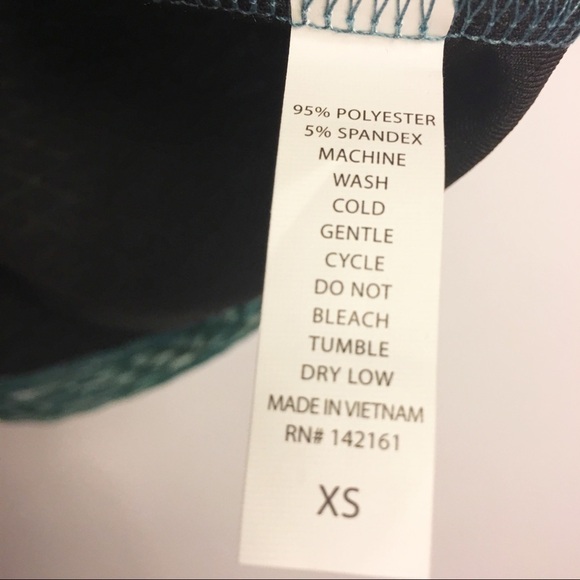 95% POLYESTER
5% SPANDEX
MACHINE
WASH
COLD
GENTLE
CYCLE
DO NOT
BLEACH
TUMBLE
DRY LOW
MADE IN VIETNAM
RN# 142161
XS